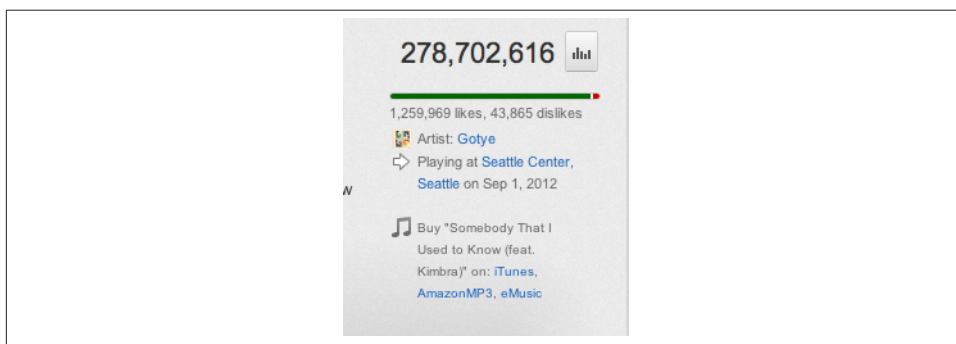 278,702,616
1,259,969 likes, 43,865 dislikes
Artist: Gotye
Playing at Seattle Center,
Seattle on Sep 1, 2012
w
Buy "Somebody That I
Used to Know (feat.
Kimbra)" on: iTunes,
AmazonMP3, eMusic